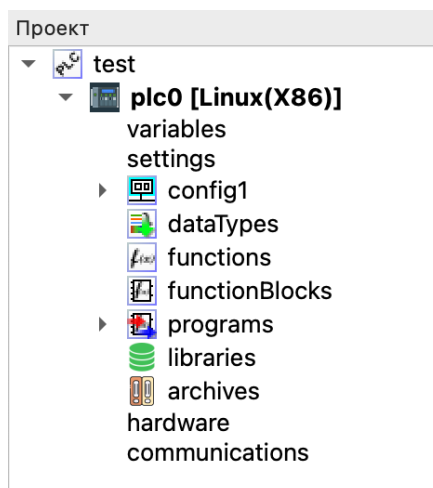 Проект
test
plc0 [Linux(X86)]
variables
settings
config1
dataTypes
functions
functionBlocks
programs
libraries
archives
hardware
communications